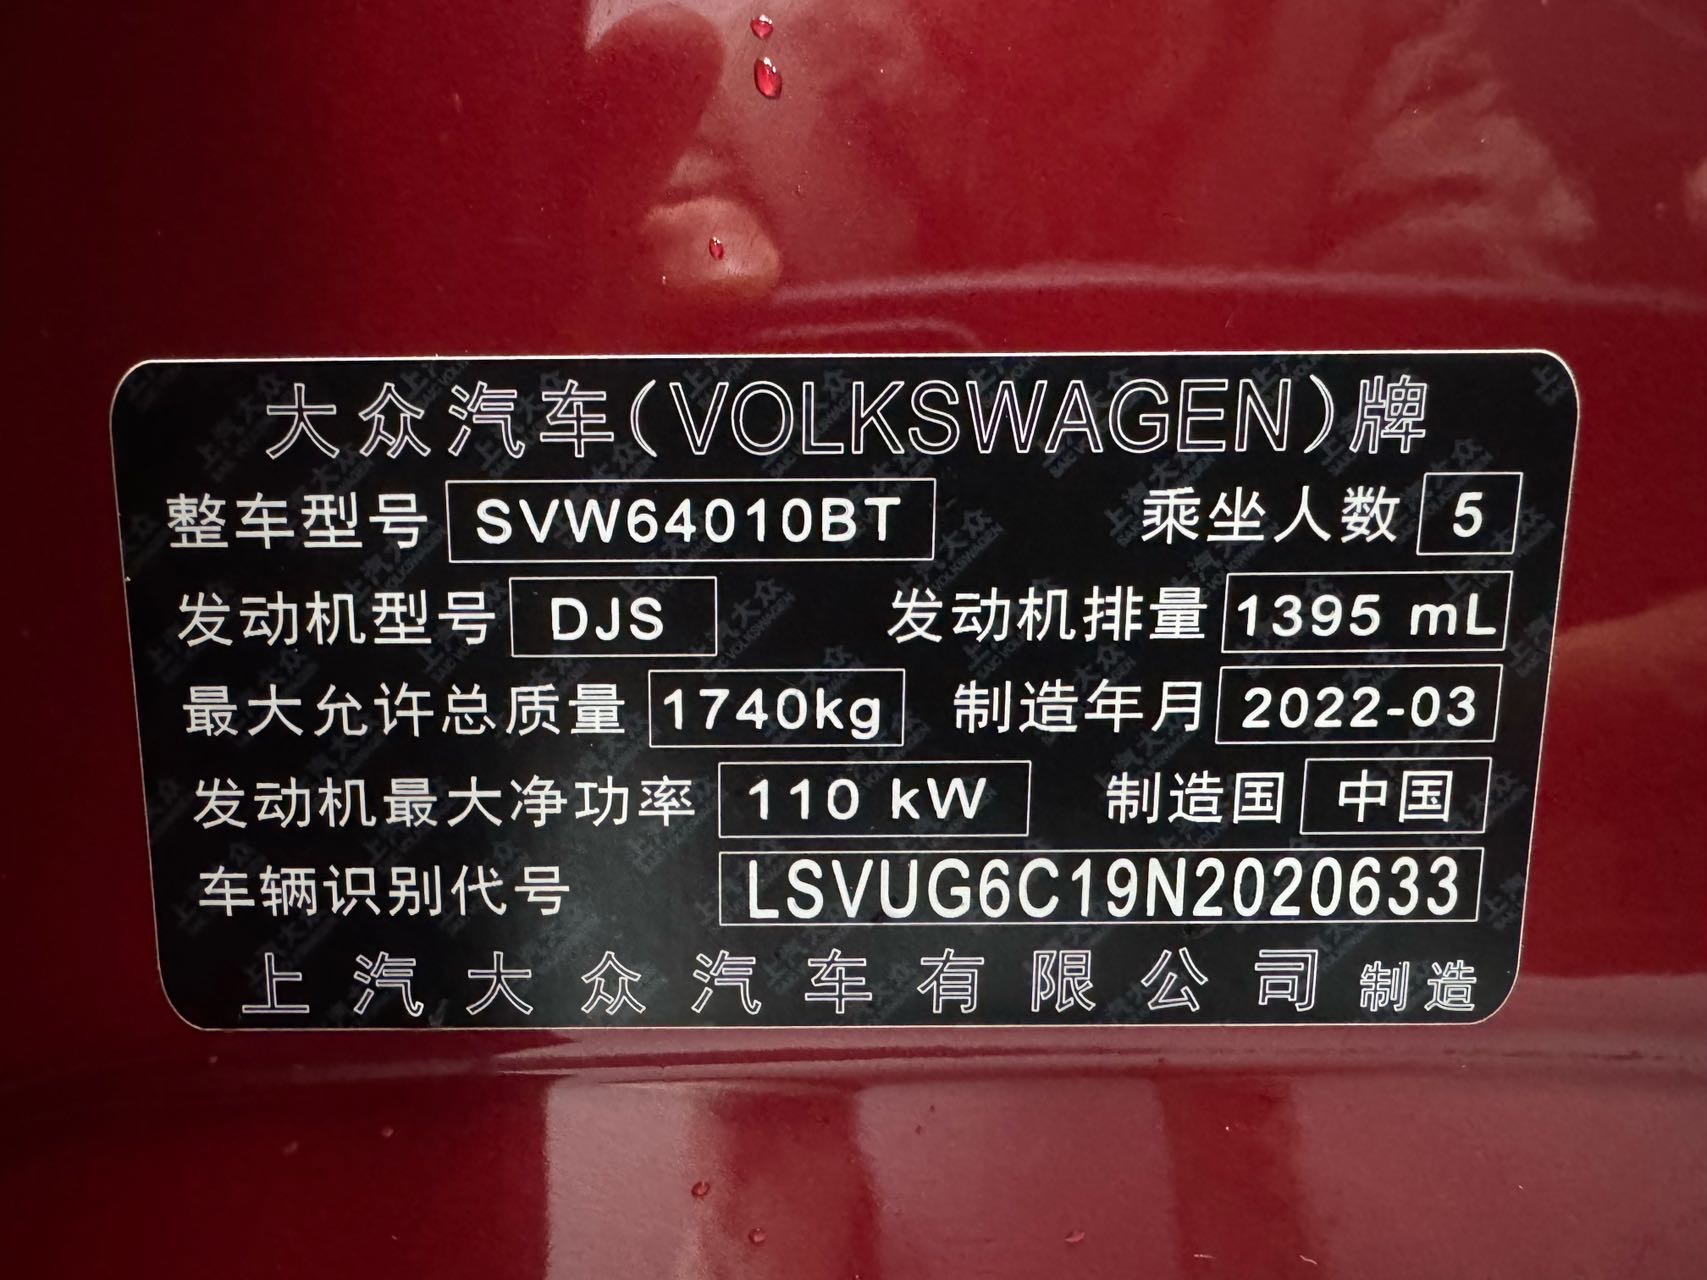 大众汽车(VOLKSWAGEN)牌
整车型号 SVW64010BT 乘坐人数 5
发动机型号 DJS 发动机排量 1395 mL
最大允许总质量 1740kg 制造年月 2022-03
发动机最大净功率 110 kW 制造国 中国
车辆识别代号 LSVUG6C19N2020633
上汽大众汽车有限公司 制造